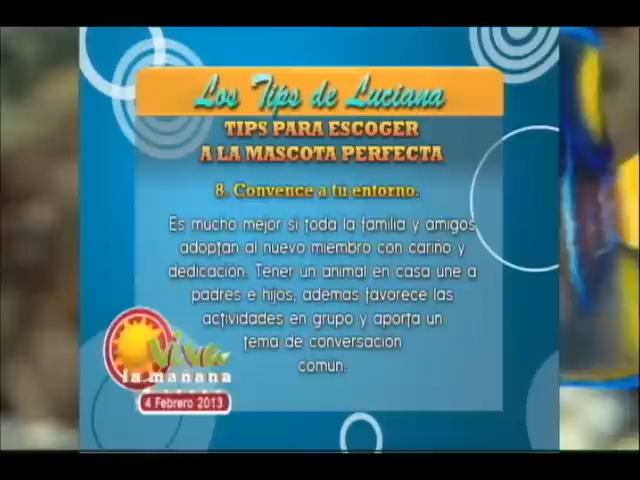 Los Tips de Luciana
TIPS PARA ESCOGER
A LA MASCOTA PERFECTA
8. Convence a tu entorno.
Es mucho mejor si toda la familia y amigos
adoptan al nuevo miembro con cariño y
dedicación. Tener un animal en casa une a
padres e hijos, ademas favorece las
actividades en grupo y aporta un
tema de conversación
común.
Viva
la mañana
4 Febrero 2013